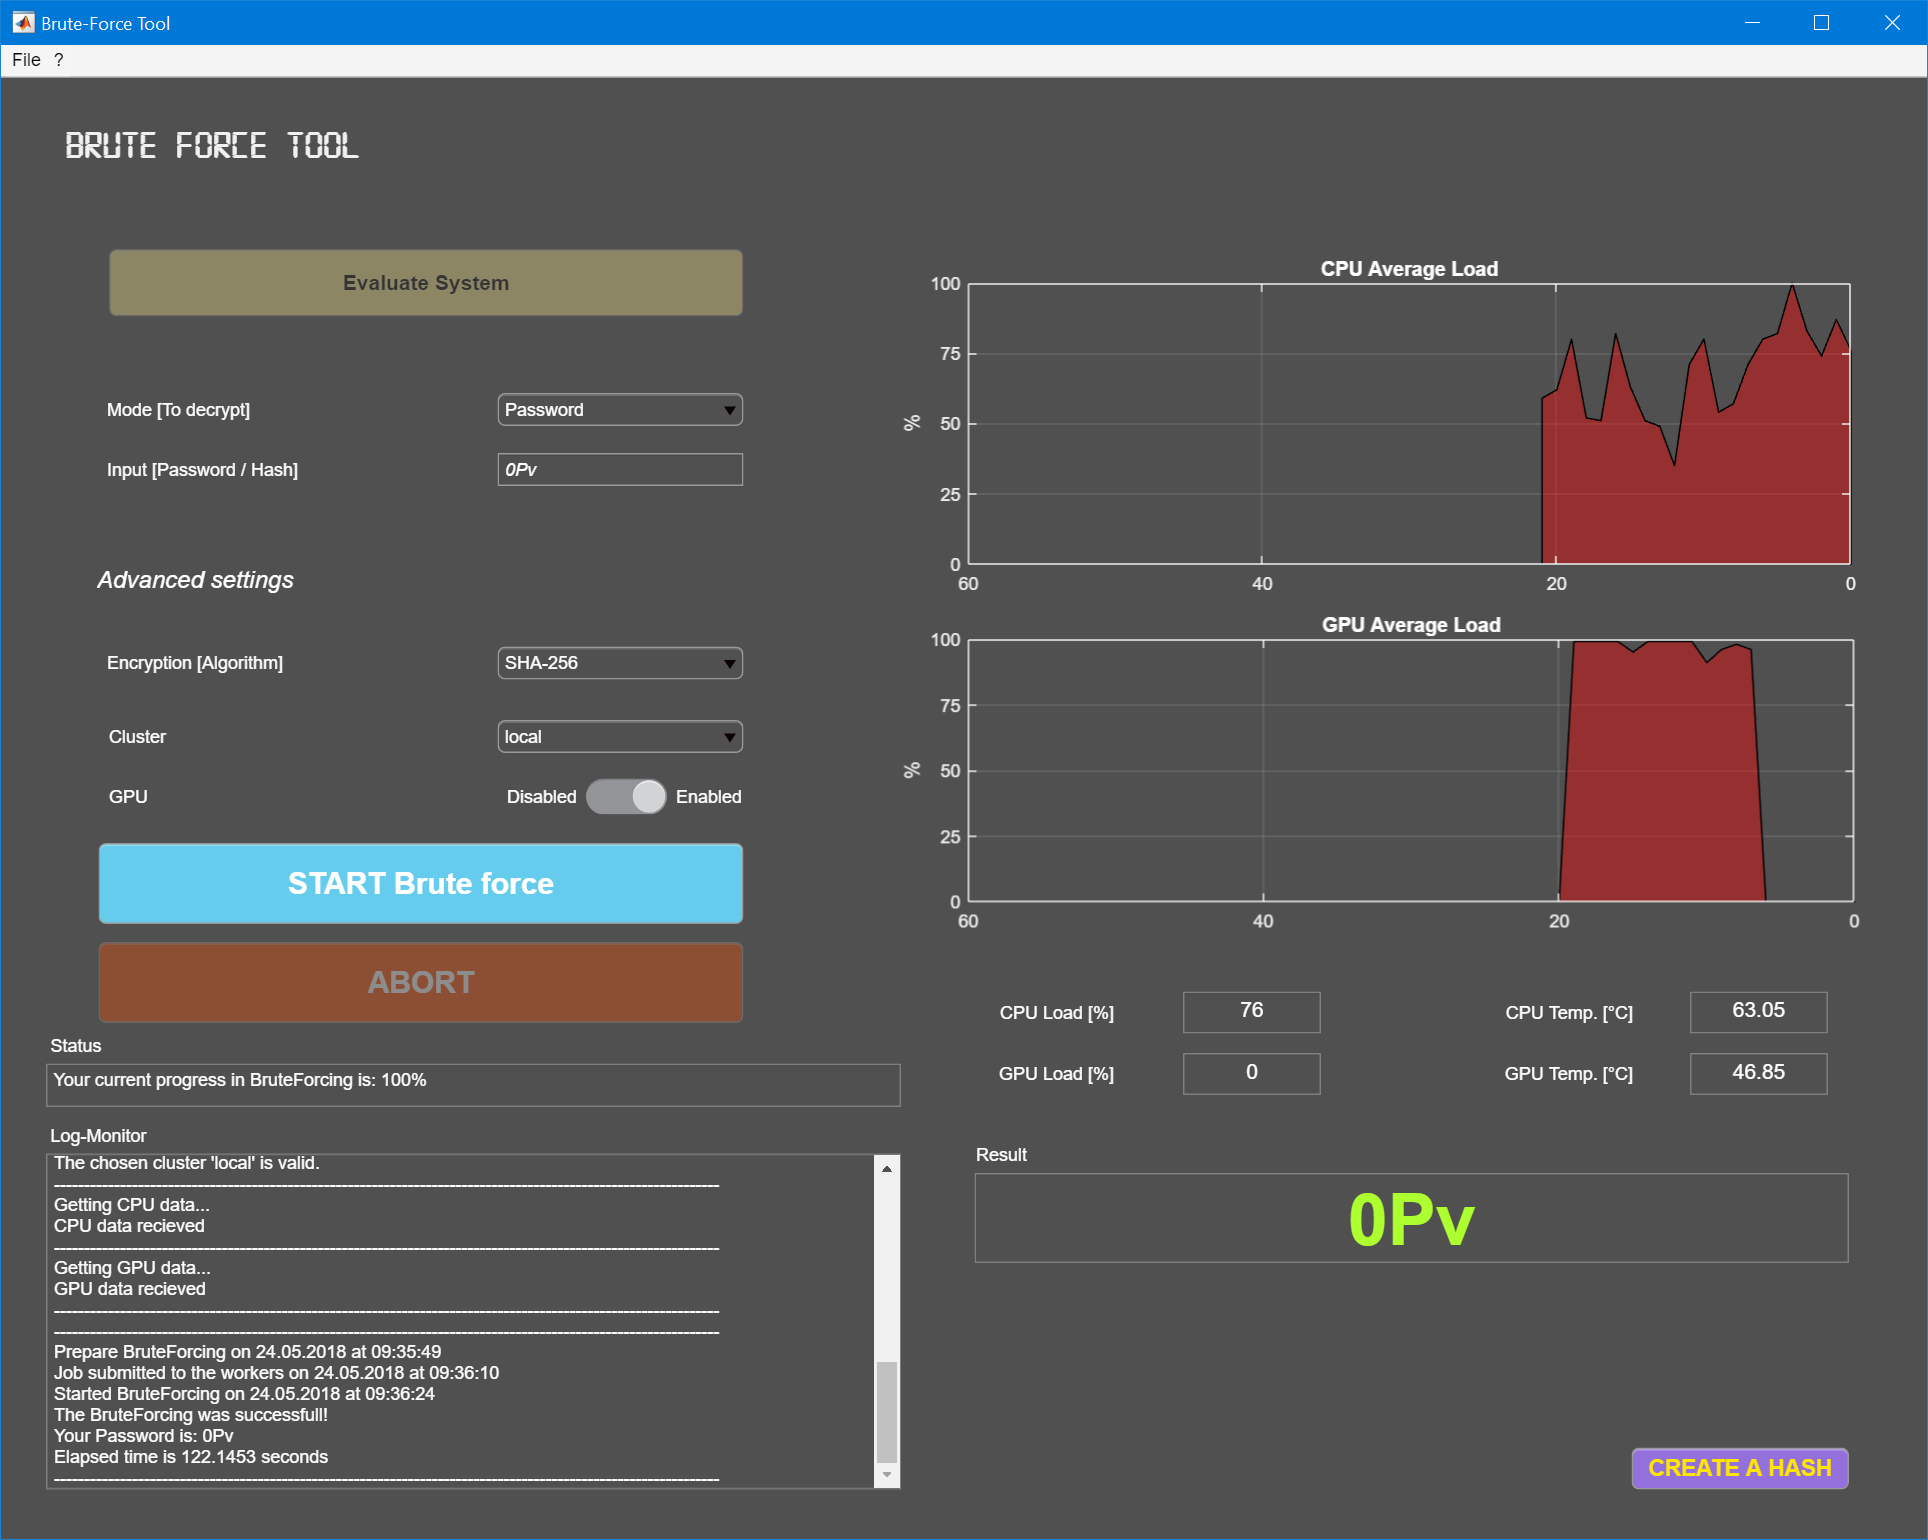 Brute-Force Tool
File ?
BRUTE FORCE TOOL
Evaluate System
Mode [To decrypt] Password
Input [Password / Hash] 0Pv
Advanced settings
Encryption [Algorithm] SHA-256
Cluster local
GPU Disabled Enabled
START Brute force
ABORT
Status
Your current progress in BruteForcing is: 100%
Log-Monitor
The chosen cluster 'local' is valid.
Getting CPU data...
CPU data recieved
Getting GPU data...
GPU data recieved
Prepare BruteForcing on 24.05.2018 at 09:35:49
Job submitted to the workers on 24.05.2018 at 09:36:10
Started BruteForcing on 24.05.2018 at 09:36:24
The BruteForcing was successfull!
Your Password is: 0Pv
Elapsed time is 122.1453 seconds
CPU Average Load
100
75
50
25
0
%
60 40 20 0
GPU Average Load
100
75
50
25
0
%
60 40 20 0
CPU Load [%] 76 CPU Temp. [°C] 63.05
GPU Load [%] 0 GPU Temp. [°C] 46.85
Result
0Pv
CREATE A HASH